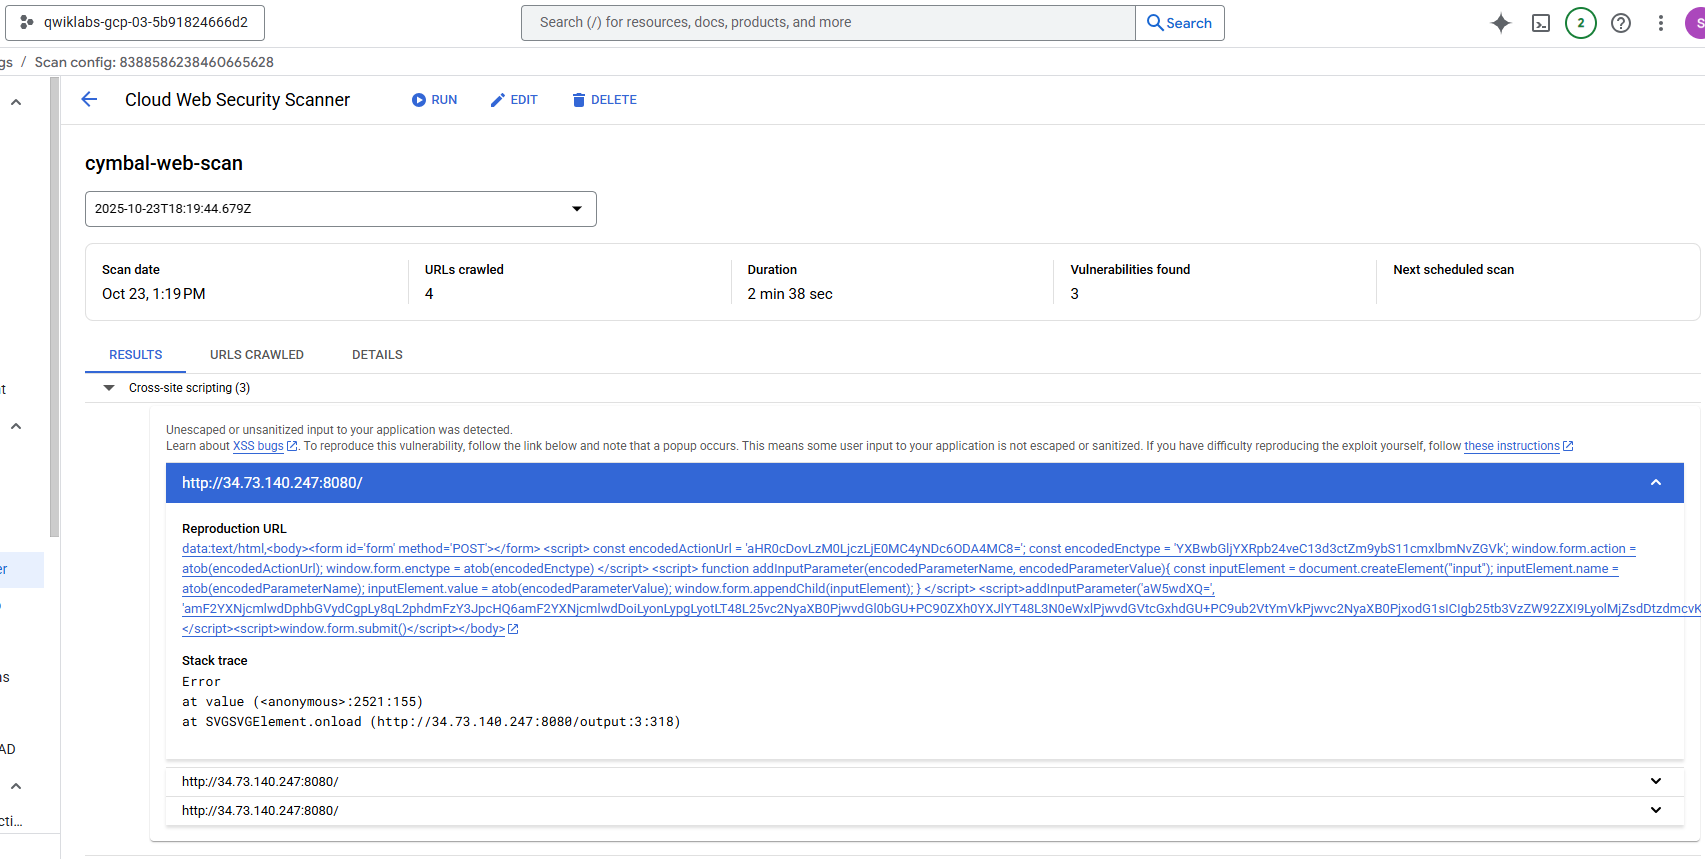 qwiklabs-gcp-03-5b91824666d2
Search (/) for resources, docs, products, and more
Search
2
S
gs / Scan config: 8388586238460665628
Cloud Web Security Scanner
RUN
EDIT
DELETE
cymbal-web-scan
2025-10-23T18:19:44.679Z
Scan date
Oct 23, 1:19 PM
URLs crawled
4
Duration
2 min 38 sec
Vulnerabilities found
3
Next scheduled scan
RESULTS
URLS CRAWLED
DETAILS
Cross-site scripting (3)
Unescaped or unsanitized input to your application was detected.
Learn about XSS bugs. To reproduce this vulnerability, follow the link below and note that a popup occurs. This means some user input to your application is not escaped or sanitized. If you have difficulty reproducing the exploit yourself, follow these instructions
http://34.73.140.247:8080/
Reproduction URL
data:text/html,<body><form id='form' method='POST'></form> <script> const encodedActionUrl = 'aHR0cDovLzM0LjczLjE0MC4yNDc6ODA4MC8='; const encodedEnctype = 'YXBwbGljYXRpb24veC13d3ctZm9ybS11cmxlbmNvZGVk'; window.form.action =
atob(encodedActionUrl); window.form.enctype = atob(encodedEnctype) </script> <script> function addInputParameter(encodedParameterName, encodedParameterValue){ const inputElement = document.createElement("input"); inputElement.name =
atob(encodedParameterName); inputElement.value = atob(encodedParameterValue); window.form.appendChild(inputElement); } </script> <script>addInputParameter('aW5wdXQ=',
'amF2YXNjcmlwdDphbGVydCgpLy8qL2phdmFzY3JpcHQ6amF2YXNjcmlwdDoiLyonLypgLyotLT48L25vc2NyaXB0PjwvdGl0bGU+PC90ZXh0YXJlYT48L3N0eWxlPjwvdGVtcGxhdGU+PC9ub2VtYmVkPjwvc2NyaXB0PjxodG1sICIgb25tb3VzZW92ZXI9LyolMjZsdDtzdmcvK
</script><script>window.form.submit()</script></body>
Stack trace
Error
at value (<anonymous>:2521:155)
at SVGSVGElement.onload (http://34.73.140.247:8080/output:3:318)
http://34.73.140.247:8080/
http://34.73.140.247:8080/
t
er
ns
AD
cti...